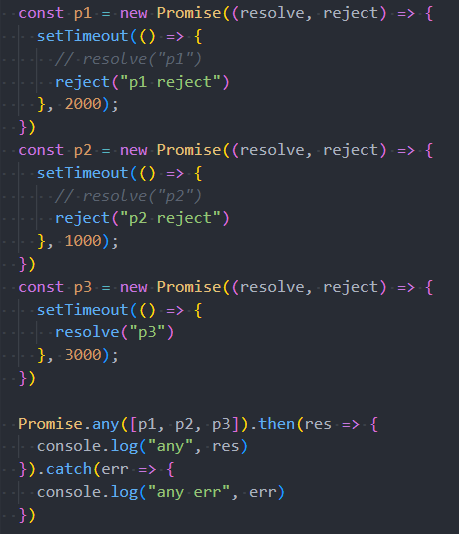 const p1 = new Promise((resolve, reject) => {
  setTimeout(() => {
    // resolve("p1")
    reject("p1 reject")
  }, 2000);
})
const p2 = new Promise((resolve, reject) => {
  setTimeout(() => {
    // resolve("p2")
    reject("p2 reject")
  }, 1000);
})
const p3 = new Promise((resolve, reject) => {
  setTimeout(() => {
    resolve("p3")
  }, 3000);
})

Promise.any([p1, p2, p3]).then(res => {
  console.log("any", res)
}).catch(err => {
  console.log("any err", err)
})